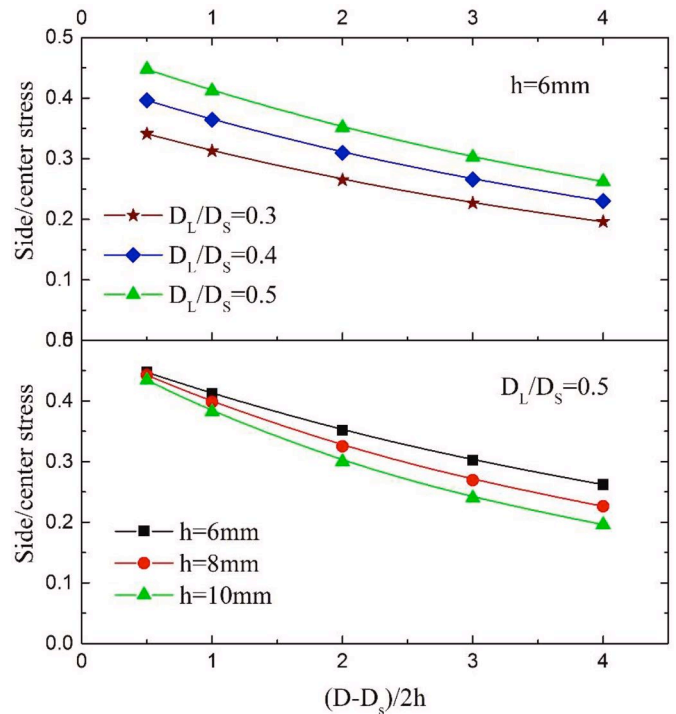 0 1 2 3 4
0.5
0.4
0.3
0.2
0.1
0.0
Side/center stress
h=6mm
D_L/D_S=0.3
D_L/D_S=0.4
D_L/D_S=0.5
0.5
0.4
0.3
0.2
0.1
0.0
Side/center stress
D_L/D_S=0.5
h=6mm
h=8mm
h=10mm
0 1 2 3 4
(D-D_s)/2h